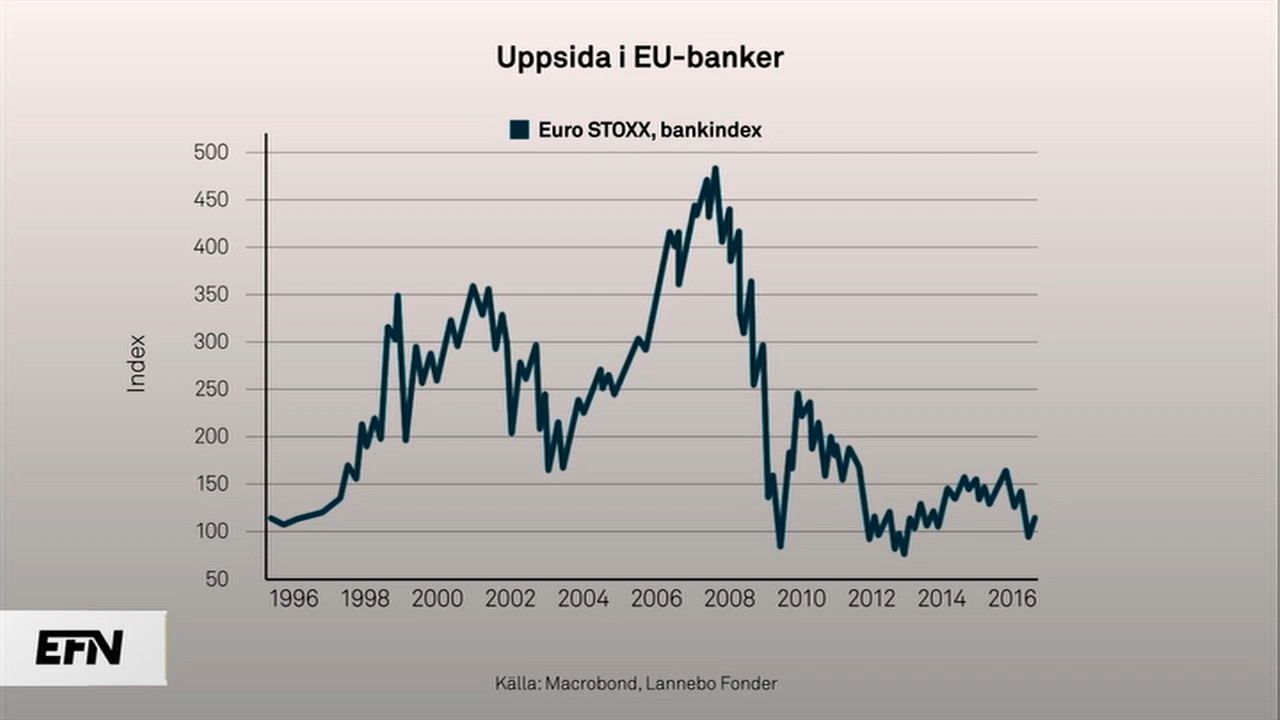 Uppsida i EU-banker
Euro STOXX, bankindex
500
450
400
350
300
250
200
150
100
50
Index
1996 1998 2000 2002 2004 2006 2008 2010 2012 2014 2016
EFN
Källa: Macrobond, Lannebo Fonder